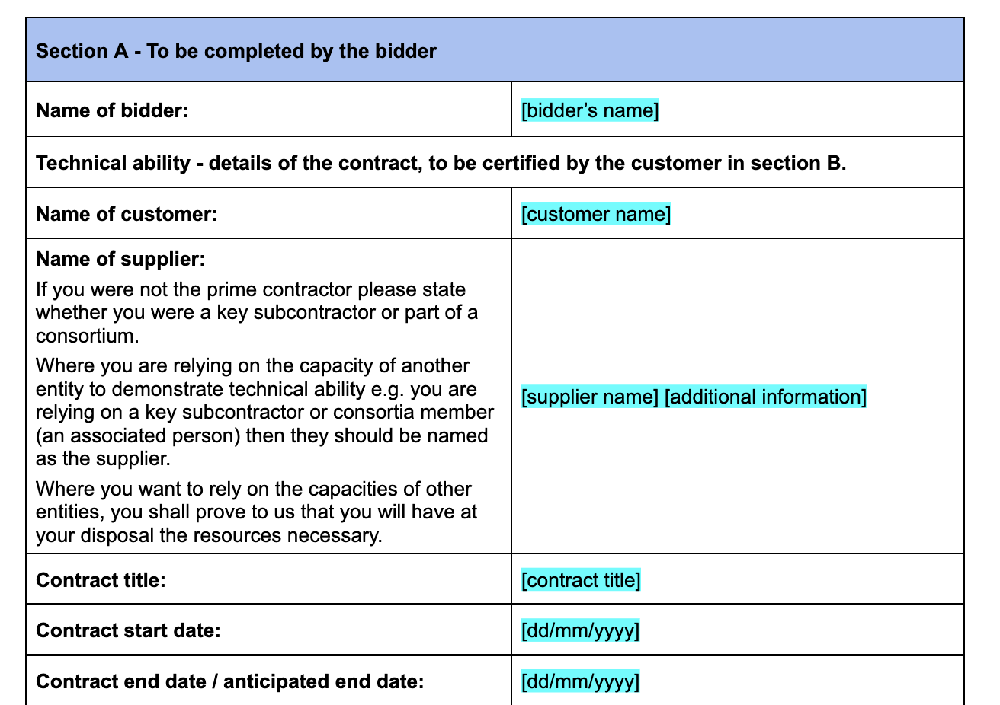 Section A - To be completed by the bidder
Name of bidder:
[bidder’s name]
Technical ability - details of the contract, to be certified by the customer in section B.
Name of customer:
[customer name]
Name of supplier:
If you were not the prime contractor please state
whether you were a key subcontractor or part of a
consortium.
Where you are relying on the capacity of another
entity to demonstrate technical ability e.g. you are
relying on a key subcontractor or consortia member
(an associated person) then they should be named
as the supplier.
Where you want to rely on the capacities of other
entities, you shall prove to us that you will have at
your disposal the resources necessary.
[supplier name] [additional information]
Contract title:
[contract title]
Contract start date:
[dd/mm/yyyy]
Contract end date / anticipated end date:
[dd/mm/yyyy]